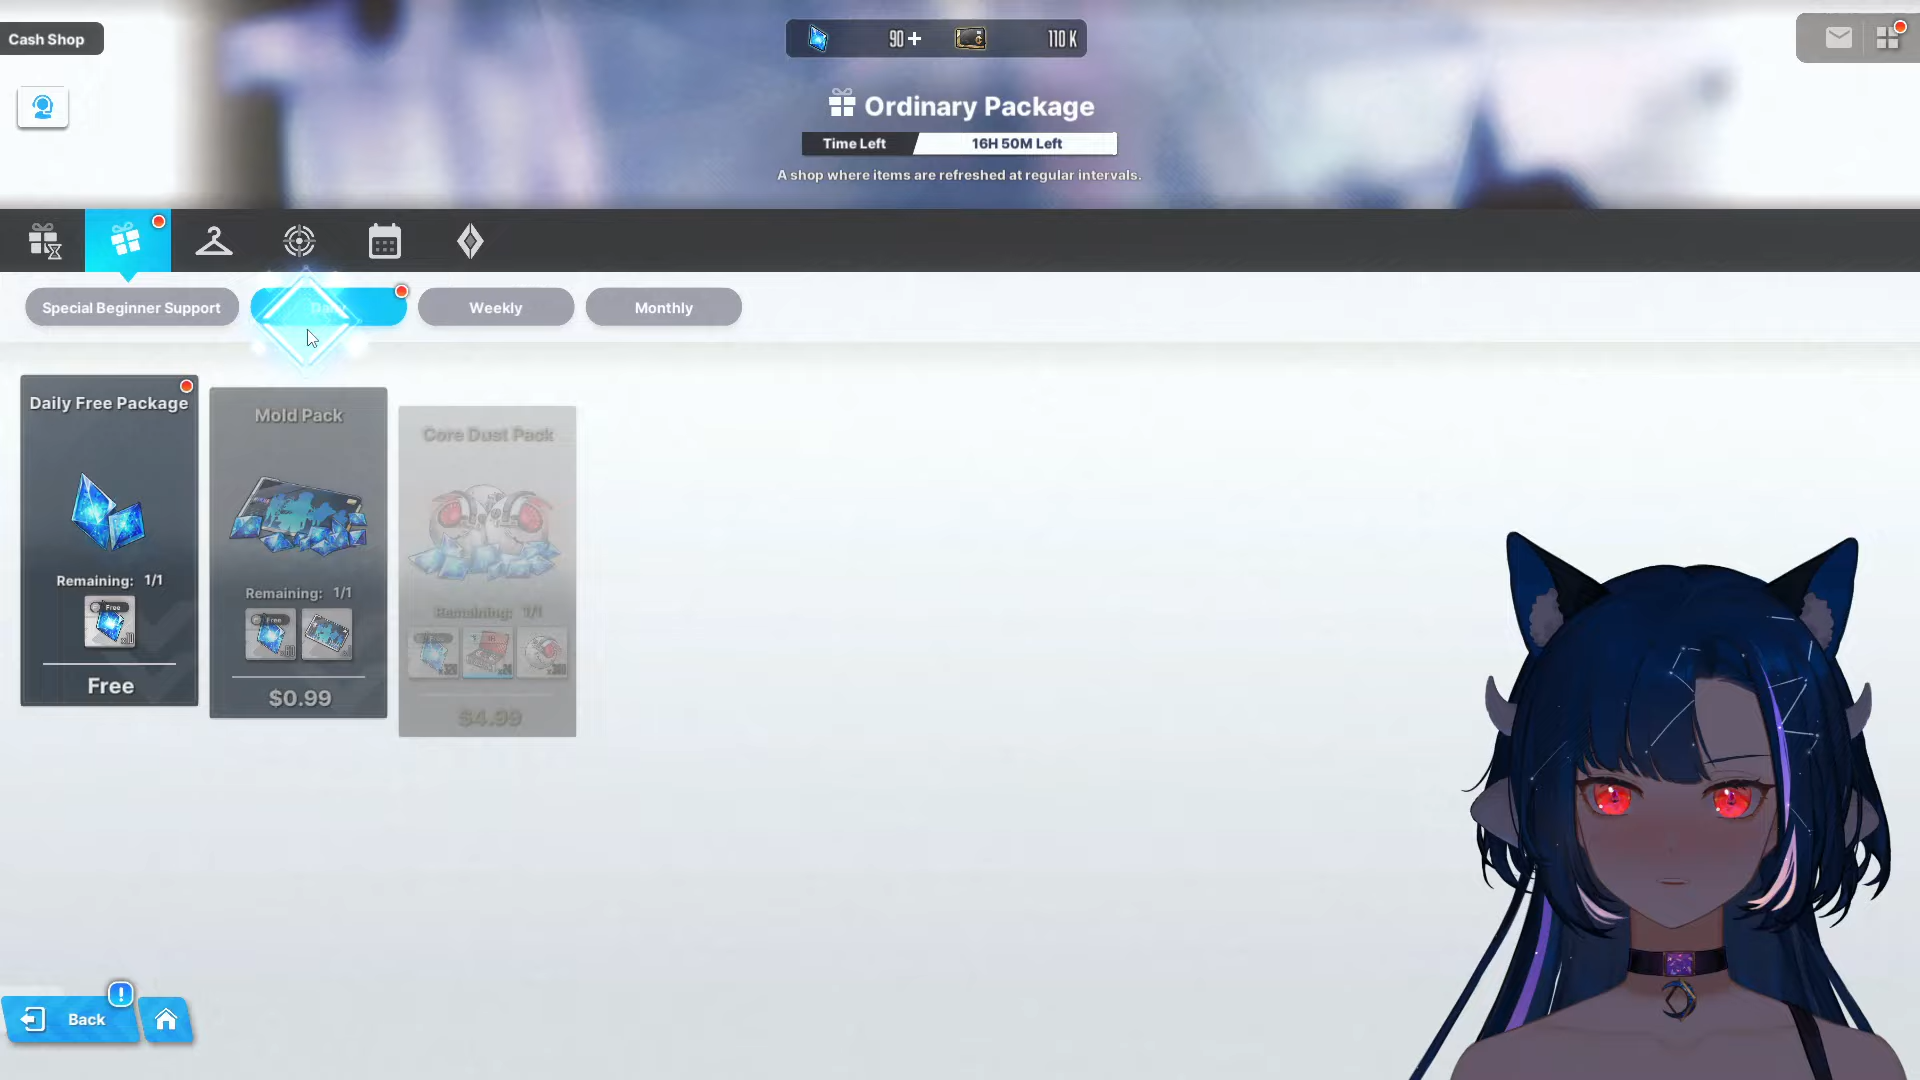 Cash Shop
90+
110 K
Ordinary Package
Time Left
16H 50M Left
A shop where items are refreshed at regular intervals.
Special Beginner Support
Daily
Weekly
Monthly
Daily Free Package
Remaining: 1/1
Free
Free
Mold Pack
Remaining: 1/1
Free
$0.99
Core Dust Pack
Remaining: 1/1
$4.99
Back